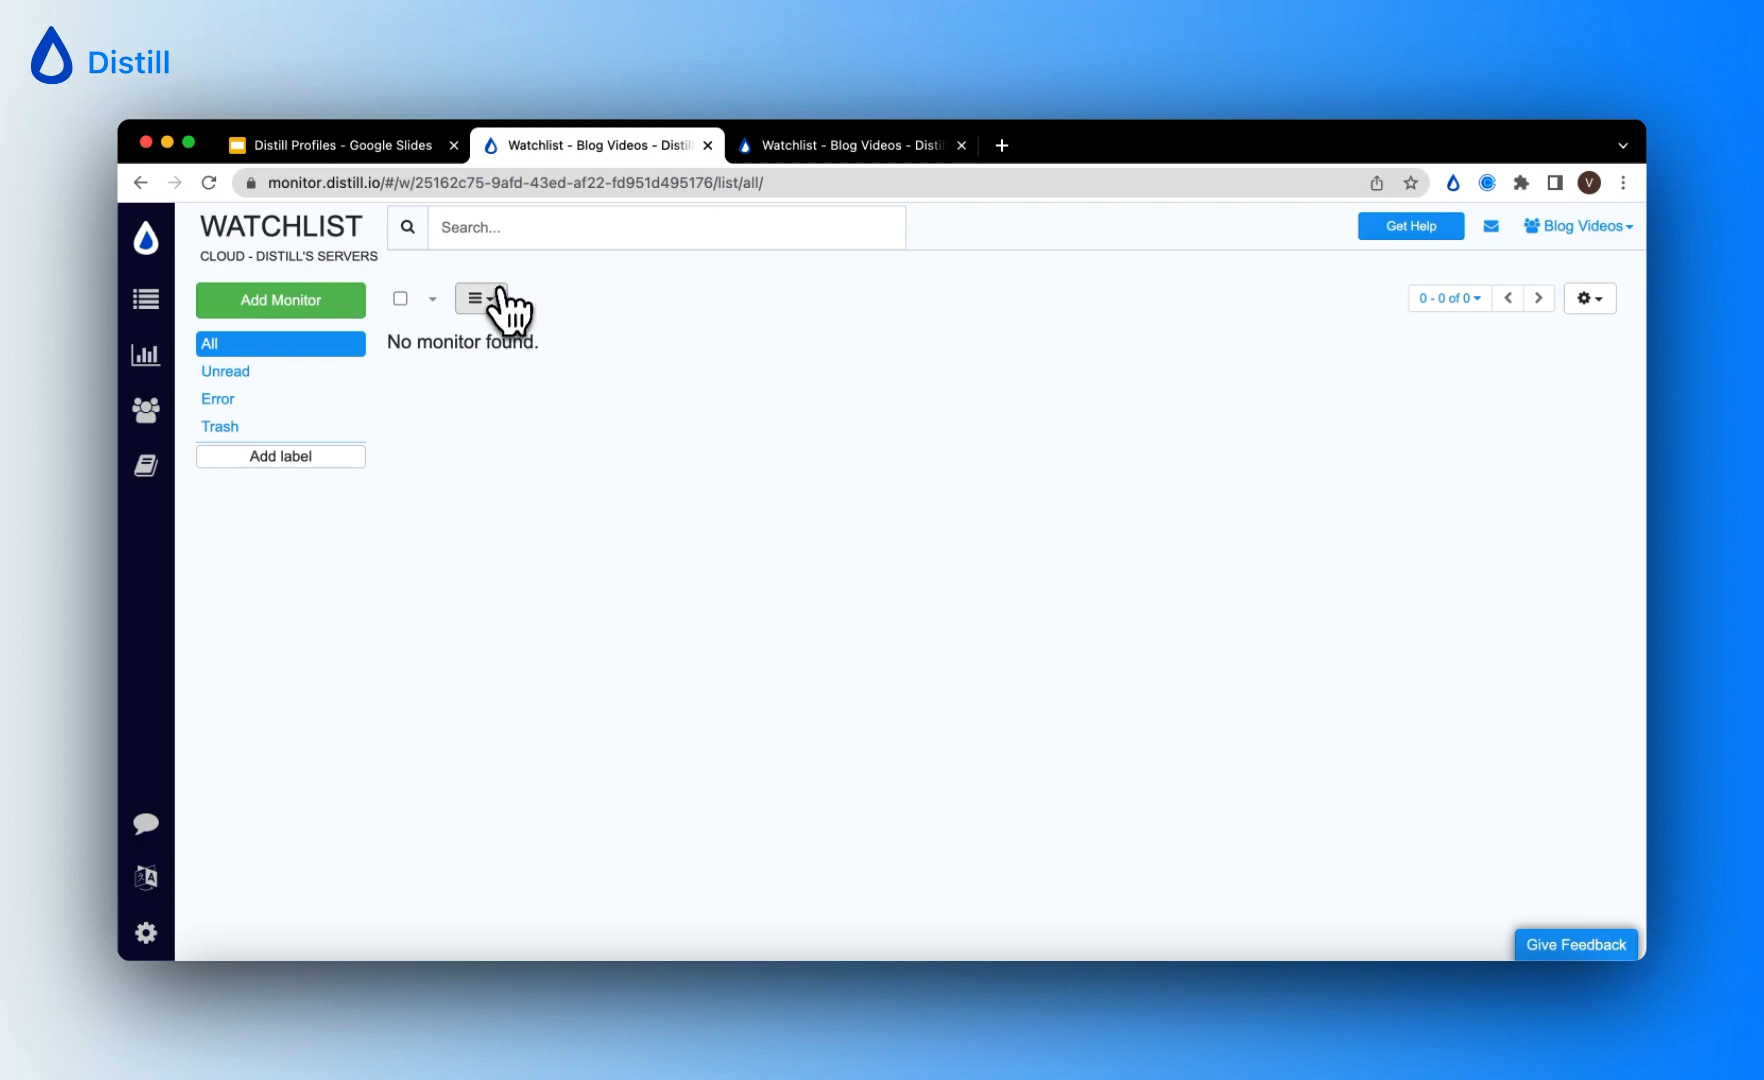 Distill
Distill Profiles - Google Slides
Watchlist - Blog Videos - Distill
Watchlist - Blog Videos - Distil
monitor.distill.io/#/w/25162c75-9afd-43ed-af22-fd951d495176/list/all/
V
WATCHLIST
CLOUD - DISTILL'S SERVERS
Search...
Get Help
Blog Videos
Add Monitor
0 - 0 of 0
All
No monitor found.
Unread
Error
Trash
Add label
Give Feedback